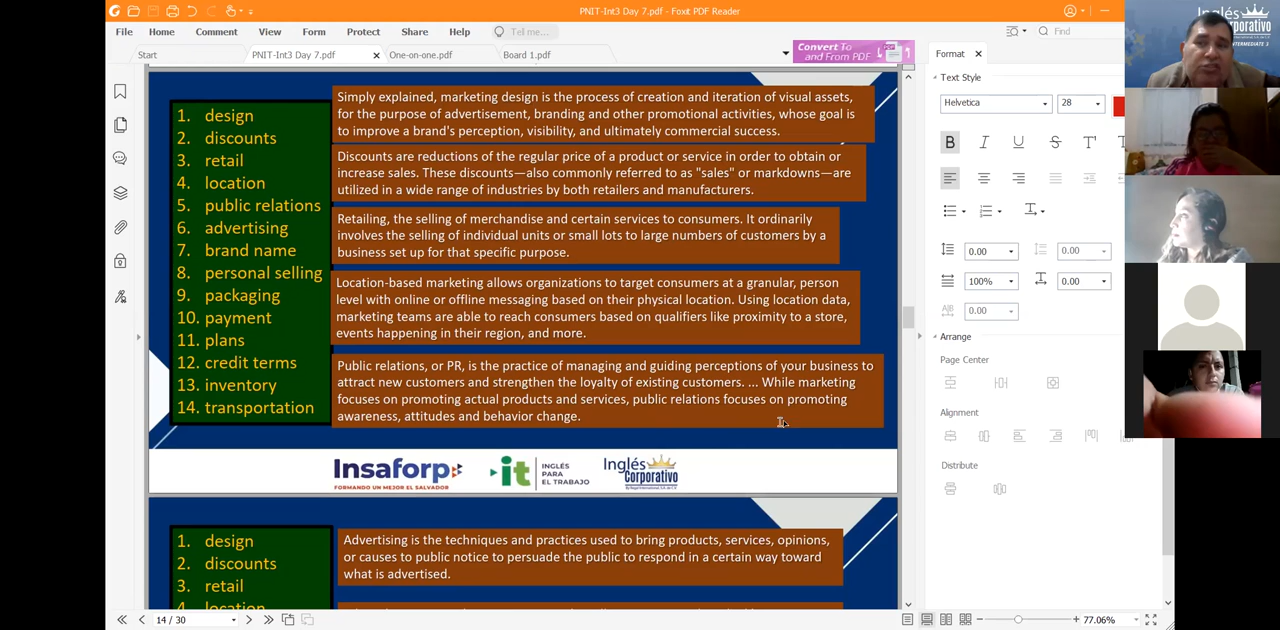 PNIT-Int3 Day 7.pdf - Foxit PDF Reader
File Home Comment View Form Protect Share Help Tell me... Find
Start PNIT-Int3 Day 7.pdf One-on-one.pdf Board 1.pdf Convert To and From PDF Format
1. design
2. discounts
3. retail
4. location
5. public relations
6. advertising
7. brand name
8. personal selling
9. packaging
10. payment
11. plans
12. credit terms
13. inventory
14. transportation
Simply explained, marketing design is the process of creation and iteration of visual assets,
for the purpose of advertisement, branding and other promotional activities, whose goal is
to improve a brand's perception, visibility, and ultimately commercial success.
Discounts are reductions of the regular price of a product or service in order to obtain or
increase sales. These discounts—also commonly referred to as "sales" or markdowns—are
utilized in a wide range of industries by both retailers and manufacturers.
Retailing, the selling of merchandise and certain services to consumers. It ordinarily
involves the selling of individual units or small lots to large numbers of customers by a
business set up for that specific purpose.
Location-based marketing allows organizations to target consumers at a granular, person
level with online or offline messaging based on their physical location. Using location data,
marketing teams are able to reach consumers based on qualifiers like proximity to a store,
events happening in their region, and more.
Public relations, or PR, is the practice of managing and guiding perceptions of your business to
attract new customers and strengthen the loyalty of existing customers. ... While marketing
focuses on promoting actual products and services, public relations focuses on promoting
awareness, attitudes and behavior change.
Insaforp
FORMANDO UN MEJOR EL SALVADOR
it
INGLÉS
PARA
EL TRABAJO
Inglés
Corporativo
1. design
2. discounts
3. retail
4. location
Advertising is the techniques and practices used to bring products, services, opinions,
or causes to public notice to persuade the public to respond in a certain way toward
what is advertised.
Text Style
Helvetica 28
B I U S T
0.00 0.00
100% 0.00
0.00
Arrange
Page Center
Alignment
Distribute
14 / 30
77.06%
Inglés
orporativo
INTERMEDIATE 3